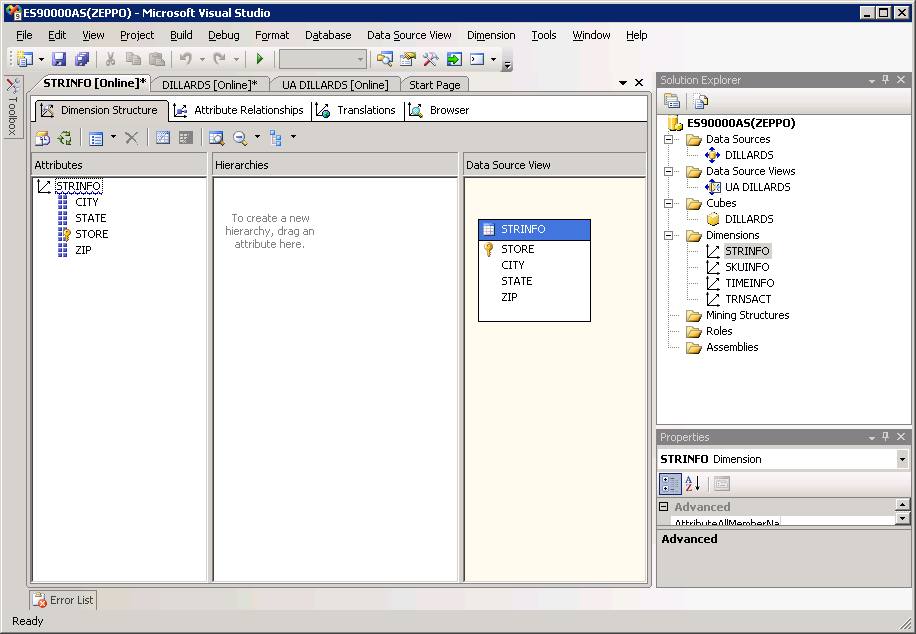 ES90000AS(ZEPPO) - Microsoft Visual Studio
File Edit View Project Build Debug Format Database Data Source View Dimension Tools Window Help
Toolbox
STRINFO [Online]* DILLARDS [Online]* UA DILLARDS [Online] Start Page
Dimension Structure Attribute Relationships Translations Browser
Attributes
STRINFO
CITY
STATE
STORE
ZIP
Hierarchies
To create a new
hierarchy, drag an
attribute here.
Data Source View
STRINFO
STORE
CITY
STATE
ZIP
Solution Explorer
ES90000AS(ZEPPO)
Data Sources
DILLARDS
Data Source Views
UA DILLARDS
Cubes
DILLARDS
Dimensions
STRINFO
SKUINFO
TIMEINFO
TRNSACT
Mining Structures
Roles
Assemblies
Properties
STRINFO Dimension
Advanced
AttributeAllMemberNa
Advanced
Error List
Ready